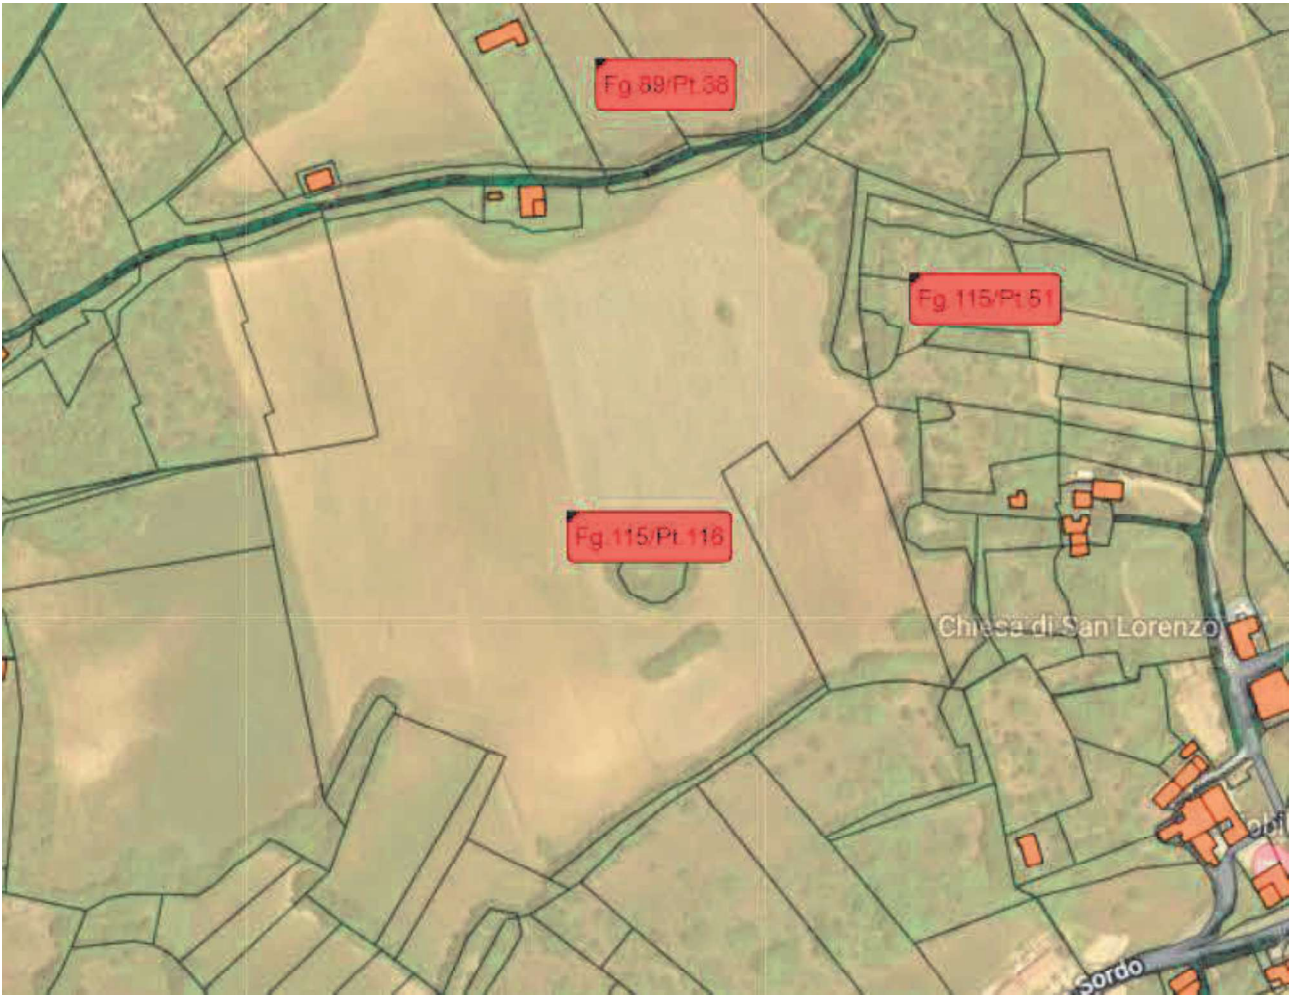 Fg.89/Pt.38
Fg.115/Pt.51
Fg.115/Pt.116
Chiesa di San Lorenzo
Sordo